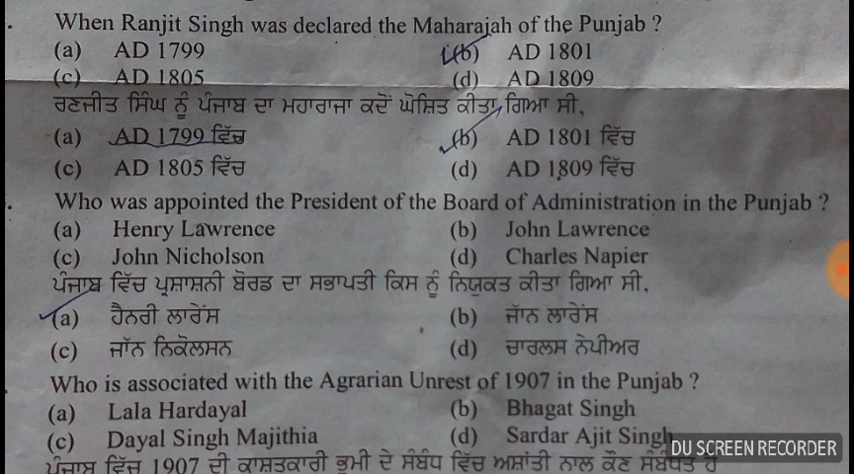 When Ranjit Singh was declared the Maharajah of the Punjab ?
(a) AD 1799 (b) AD 1801
(c) AD 1805 (d) AD 1809
ਰਣਜੀਤ ਸਿੰਘ ਨੂੰ ਪੰਜਾਬ ਦਾ ਮਹਾਰਾਜਾ ਕਦੋਂ ਘੋਸ਼ਿਤ ਕੀਤਾ ਗਿਆ ਸੀ,
(a) AD 1799 ਵਿੱਚ (b) AD 1801 ਵਿੱਚ
(c) AD 1805 ਵਿੱਚ (d) AD 1809 ਵਿੱਚ
Who was appointed the President of the Board of Administration in the Punjab ?
(a) Henry Lawrence (b) John Lawrence
(c) John Nicholson (d) Charles Napier
ਪੰਜਾਬ ਵਿੱਚ ਪ੍ਰਸ਼ਾਸ਼ਨੀ ਬੋਰਡ ਦਾ ਸਭਾਪਤੀ ਕਿਸ ਨੂੰ ਨਿਯੁਕਤ ਕੀਤਾ ਗਿਆ ਸੀ,
(a) ਹੈਨਰੀ ਲਾਰੇਂਸ (b) ਜਾੱਨ ਲਾਰੇਂਸ
(c) ਜਾੱਨ ਨਿਕੋਲਸਨ (d) ਚਾਰਲਸ ਨੇਪੀਅਰ
Who is associated with the Agrarian Unrest of 1907 in the Punjab ?
(a) Lala Hardayal (b) Bhagat Singh
(c) Dayal Singh Majithia (d) Sardar Ajit Singh
DU SCREEN RECORDER
ਪੰਜਾਬ ਵਿੱਚ 1907 ਦੀ ਕਾਸ਼ਤਕਾਰੀ ਭੂਮੀ ਦੇ ਸੰਬੰਧ ਵਿੱਚ ਅਸ਼ਾਂਤੀ ਨਾਲ ਕੌਣ ਸੰਬੰਧਤ ਹੈ